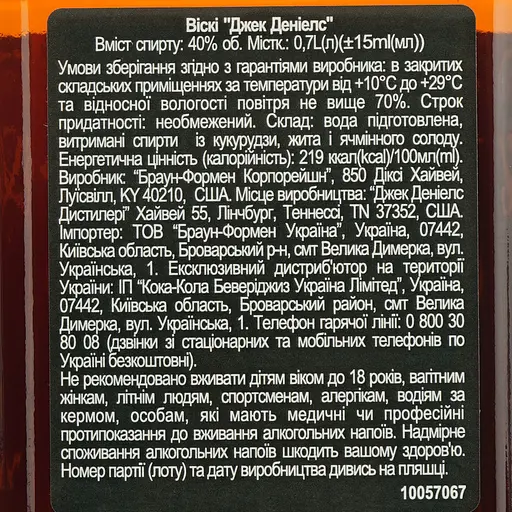 Віскі "Джек Деніелс"
Вміст спирту: 40% об. Містк.: 0,7L(л)(±15ml(мл))
Умови зберігання згідно з гарантіями виробника: в закритих
складських приміщеннях за температури від +10°C до +29°C
та відносної вологості повітря не вище 70%. Строк
придатності: необмежений. Склад: вода підготовлена,
витримані спирти із кукурудзи, жита і ячмінного солоду.
Енергетична цінність (калорійність): 219 ккал(kcal)/100мл(ml).
Виробник: "Браун-Формен Корпорейшн", 850 Діксі Хайвей,
Луїсвілл, KY 40210, США. Місце виробництва: "Джек Деніелс
Дистилері" Хайвей 55, Лінчбург, Теннессі, TN 37352, США.
Імпортер: ТОВ "Браун-Формен Україна", Україна, 07442,
Київська область, Броварський р-н, смт Велика Димерка, вул.
Українська, 1. Ексклюзивний дистриб'ютор на території
України: ІП "Кока-Кола Беверіджиз Україна Лімітед", Україна,
07442, Київська область, Броварський район, смт Велика
Димерка, вул. Українська, 1. Телефон гарячої лінії: 0 800 30
80 08 (дзвінки зі стаціонарних та мобільних телефонів по
Україні безкоштовні).
Не рекомендовано вживати дітям віком до 18 років, вагітним
жінкам, літнім людям, спортсменам, алергікам, водіям за
кермом, особам, які мають медичні чи професійні
протипоказання до вживання алкогольних напоїв. Надмірне
споживання алкогольних напоїв шкодить вашому здоров'ю.
Номер партії (лоту) та дату виробництва дивись на пляшці.
10057067